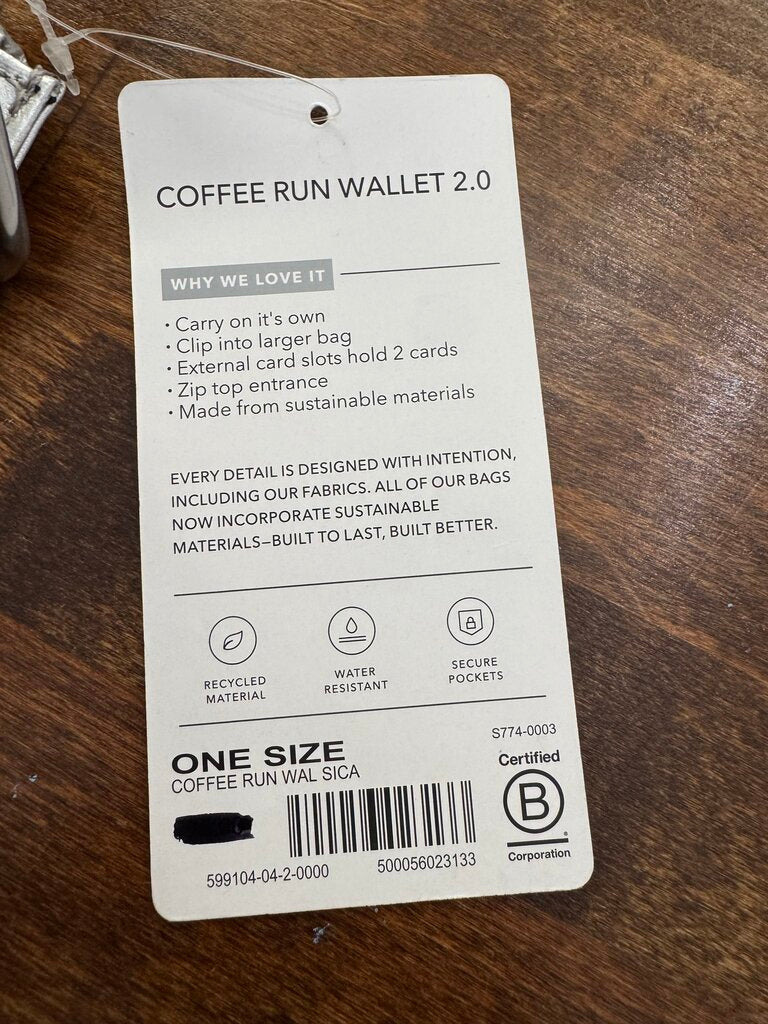 COFFEE RUN WALLET 2.0
WHY WE LOVE IT
• Carry on it's own
• Clip into larger bag
• External card slots hold 2 cards
• Zip top entrance
• Made from sustainable materials
EVERY DETAIL IS DESIGNED WITH INTENTION,
INCLUDING OUR FABRICS. ALL OF OUR BAGS
NOW INCORPORATE SUSTAINABLE
MATERIALS–BUILT TO LAST, BUILT BETTER.
RECYCLED
MATERIAL
WATER
RESISTANT
SECURE
POCKETS
S774-0003
ONE SIZE
COFFEE RUN WAL SICA
599104-04-2-0000
500056023133
Certified
B
Corporation